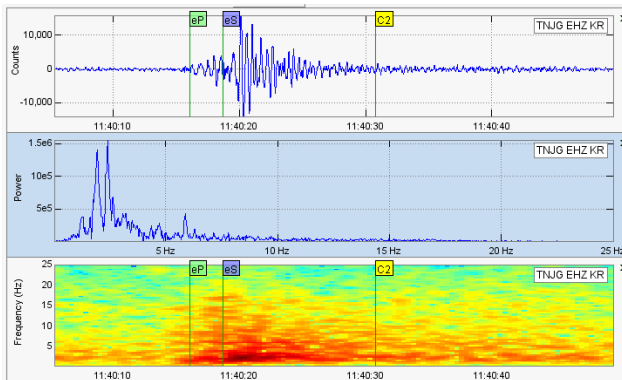 eP eS C2 TNJG EHZ KR
10,000
0
-10,000
Counts
11:40:10 11:40:20 11:40:30 11:40:40
1.5e6 TNJG EHZ KR
10e5
5e5
Power
5 Hz 10 Hz 15 Hz 20 Hz 25 Hz
25 eP eS C2 TNJG EHZ KR
20
15
10
5
Frequency (Hz)
11:40:10 11:40:20 11:40:30 11:40:40